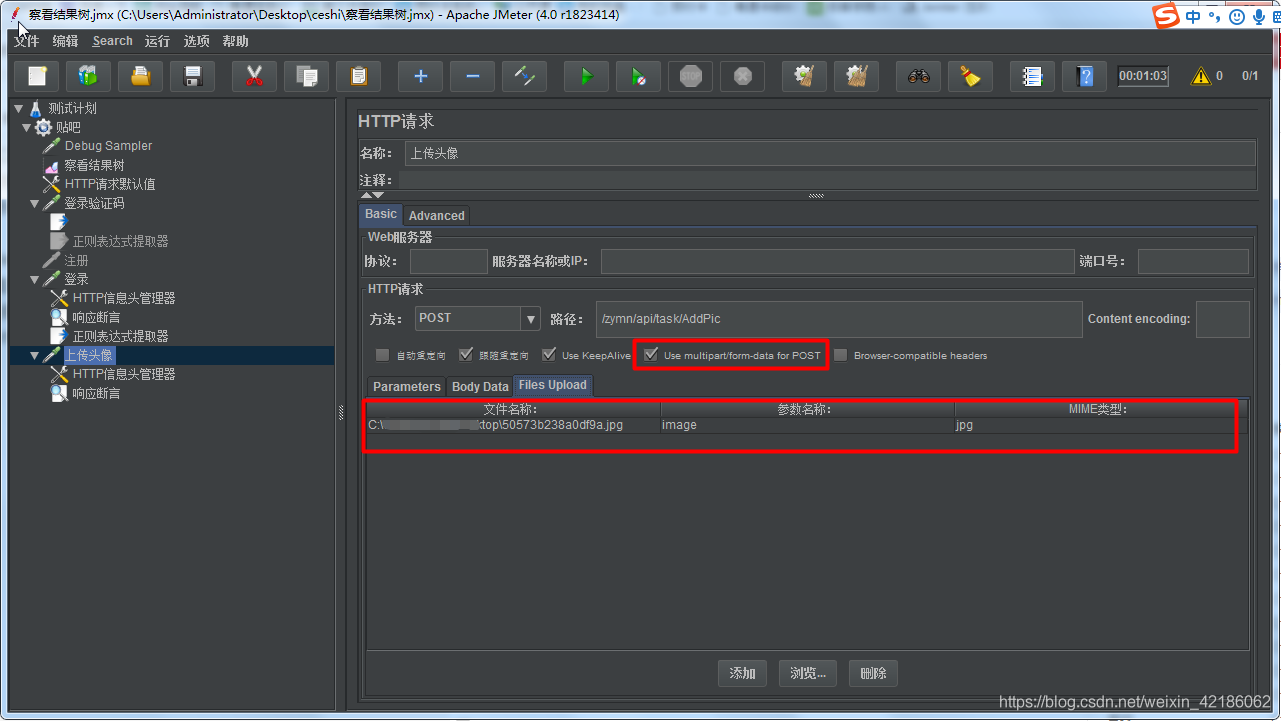 察看结果树.jmx (C:\Users\Administrator\Desktop\ceshi\察看结果树.jmx) - Apache JMeter (4.0 r1823414)
中
文件 编辑 Search 运行 选项 帮助
STOP 00:01:03 0 0/1
测试计划
贴吧
Debug Sampler
察看结果树
HTTP请求默认值
登录验证码
正则表达式提取器
注册
登录
HTTP信息头管理器
响应断言
正则表达式提取器
上传头像
HTTP信息头管理器
响应断言
HTTP请求
名称： 上传头像
注释：
Basic Advanced
Web服务器
协议： 服务器名称或IP： 端口号：
HTTP请求
方法： POST 路径： /zymn/api/task/AddPic Content encoding:
自动重定向 跟随重定向 Use KeepAlive Use multipart/form-data for POST Browser-compatible headers
Parameters Body Data Files Upload
文件名称： 参数名称： MIME类型：
C:\ ktop\50573b238a0df9a.jpg image jpg
添加 浏览... 删除
https://blog.csdn.net/weixin_42186062